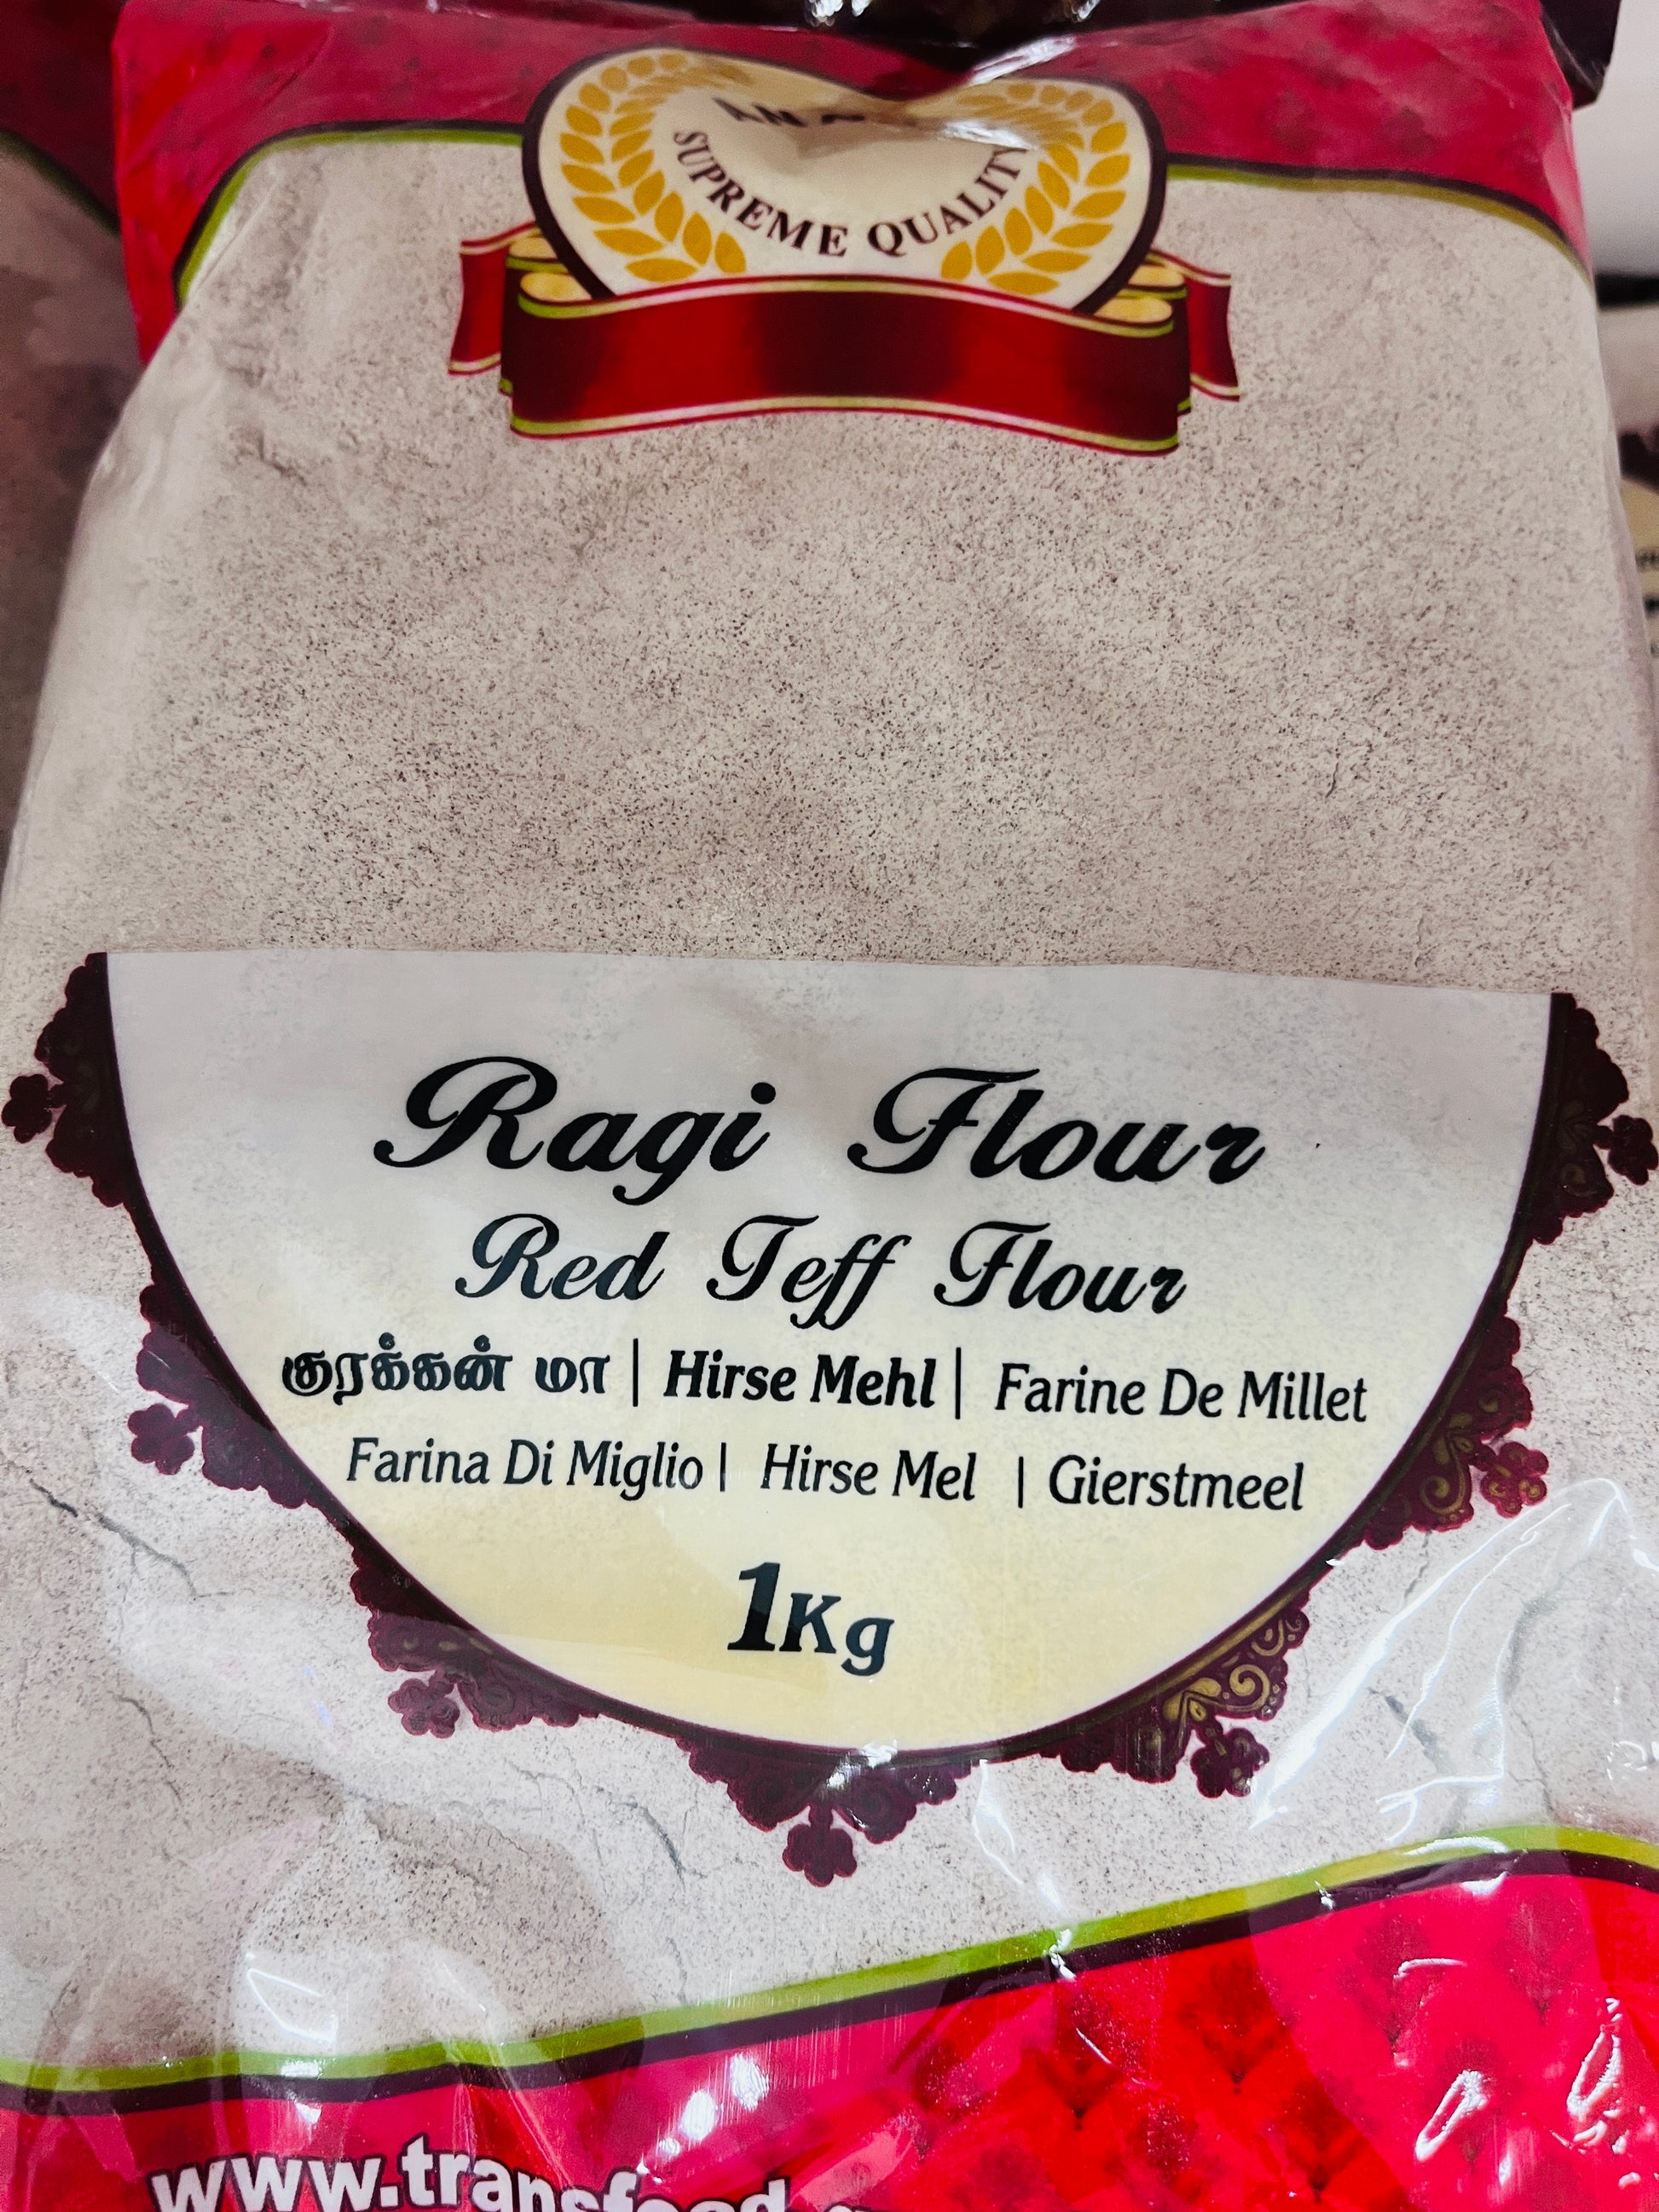 SUPREME QUALITY
Ragi Flour
Red Teff Flour
குரக்கன் மா | Hirse Mehl | Farine De Millet
Farina Di Miglio | Hirse Mel | Gierstmeel
1Kg